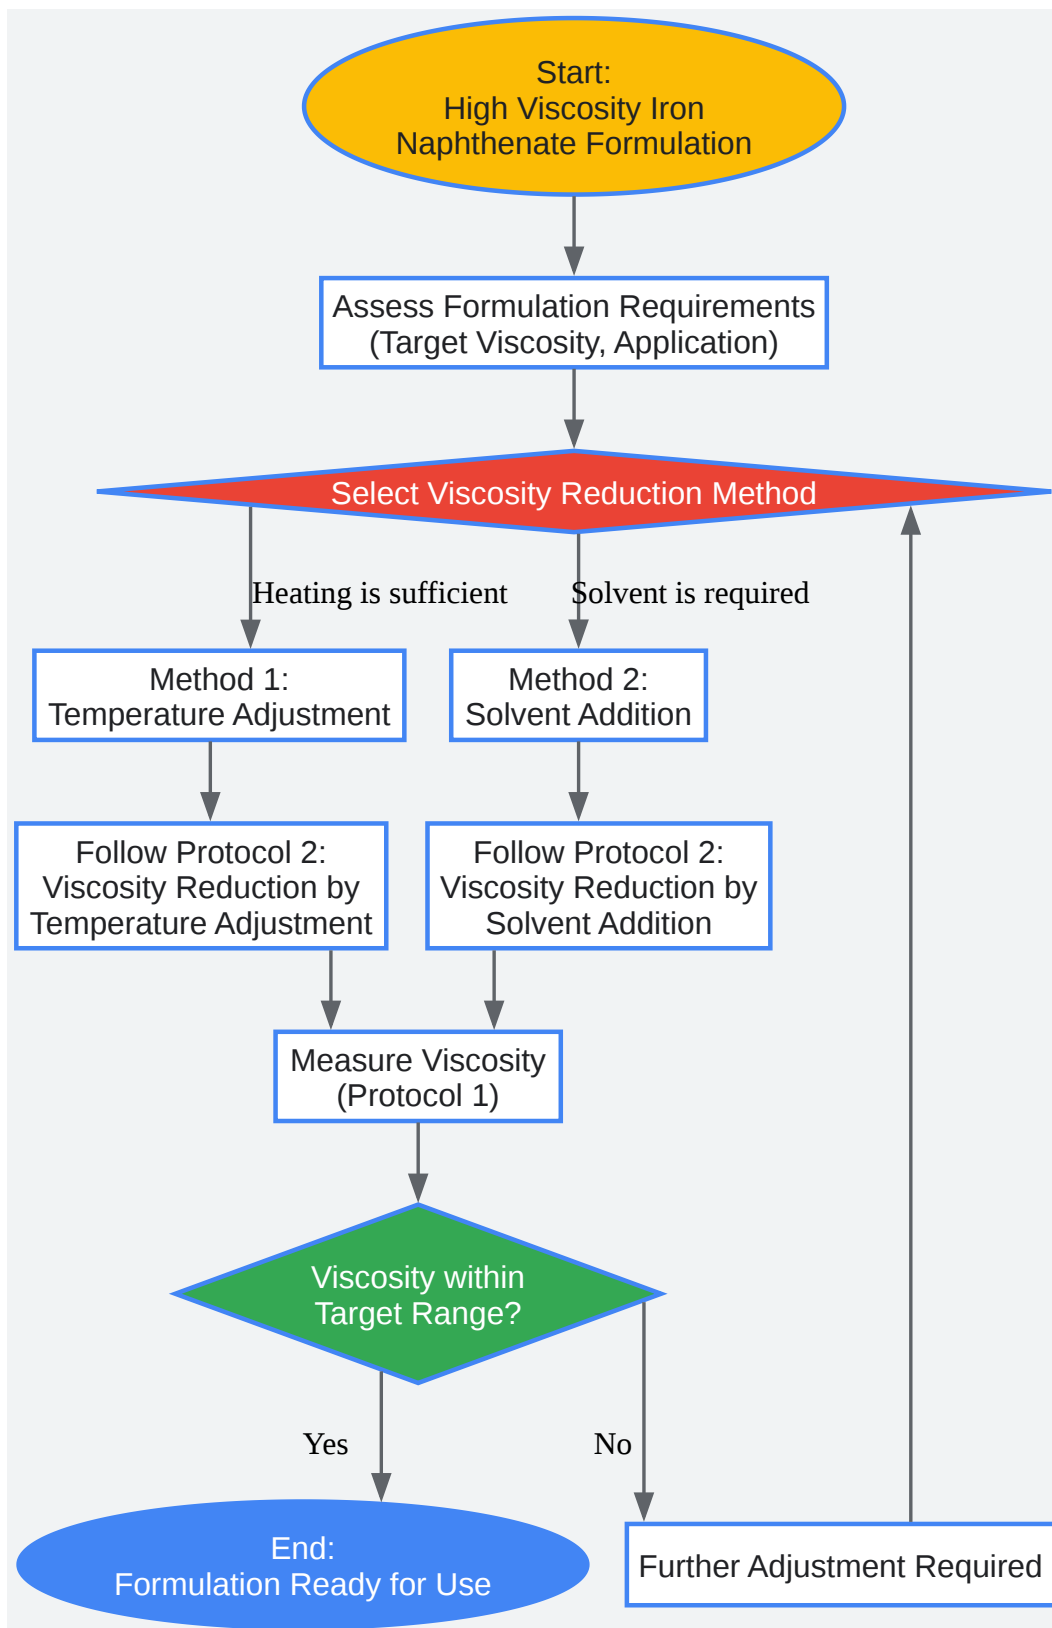 Start:
High Viscosity Iron
Naphthenate Formulation
Assess Formulation Requirements
(Target Viscosity, Application)
Select Viscosity Reduction Method
Heating is sufficient
Solvent is required
Method 1:
Temperature Adjustment
Method 2:
Solvent Addition
Follow Protocol 2:
Viscosity Reduction by
Temperature Adjustment
Follow Protocol 2:
Viscosity Reduction by
Solvent Addition
Measure Viscosity
(Protocol 1)
Viscosity within
Target Range?
Yes
No
End:
Formulation Ready for Use
Further Adjustment Required